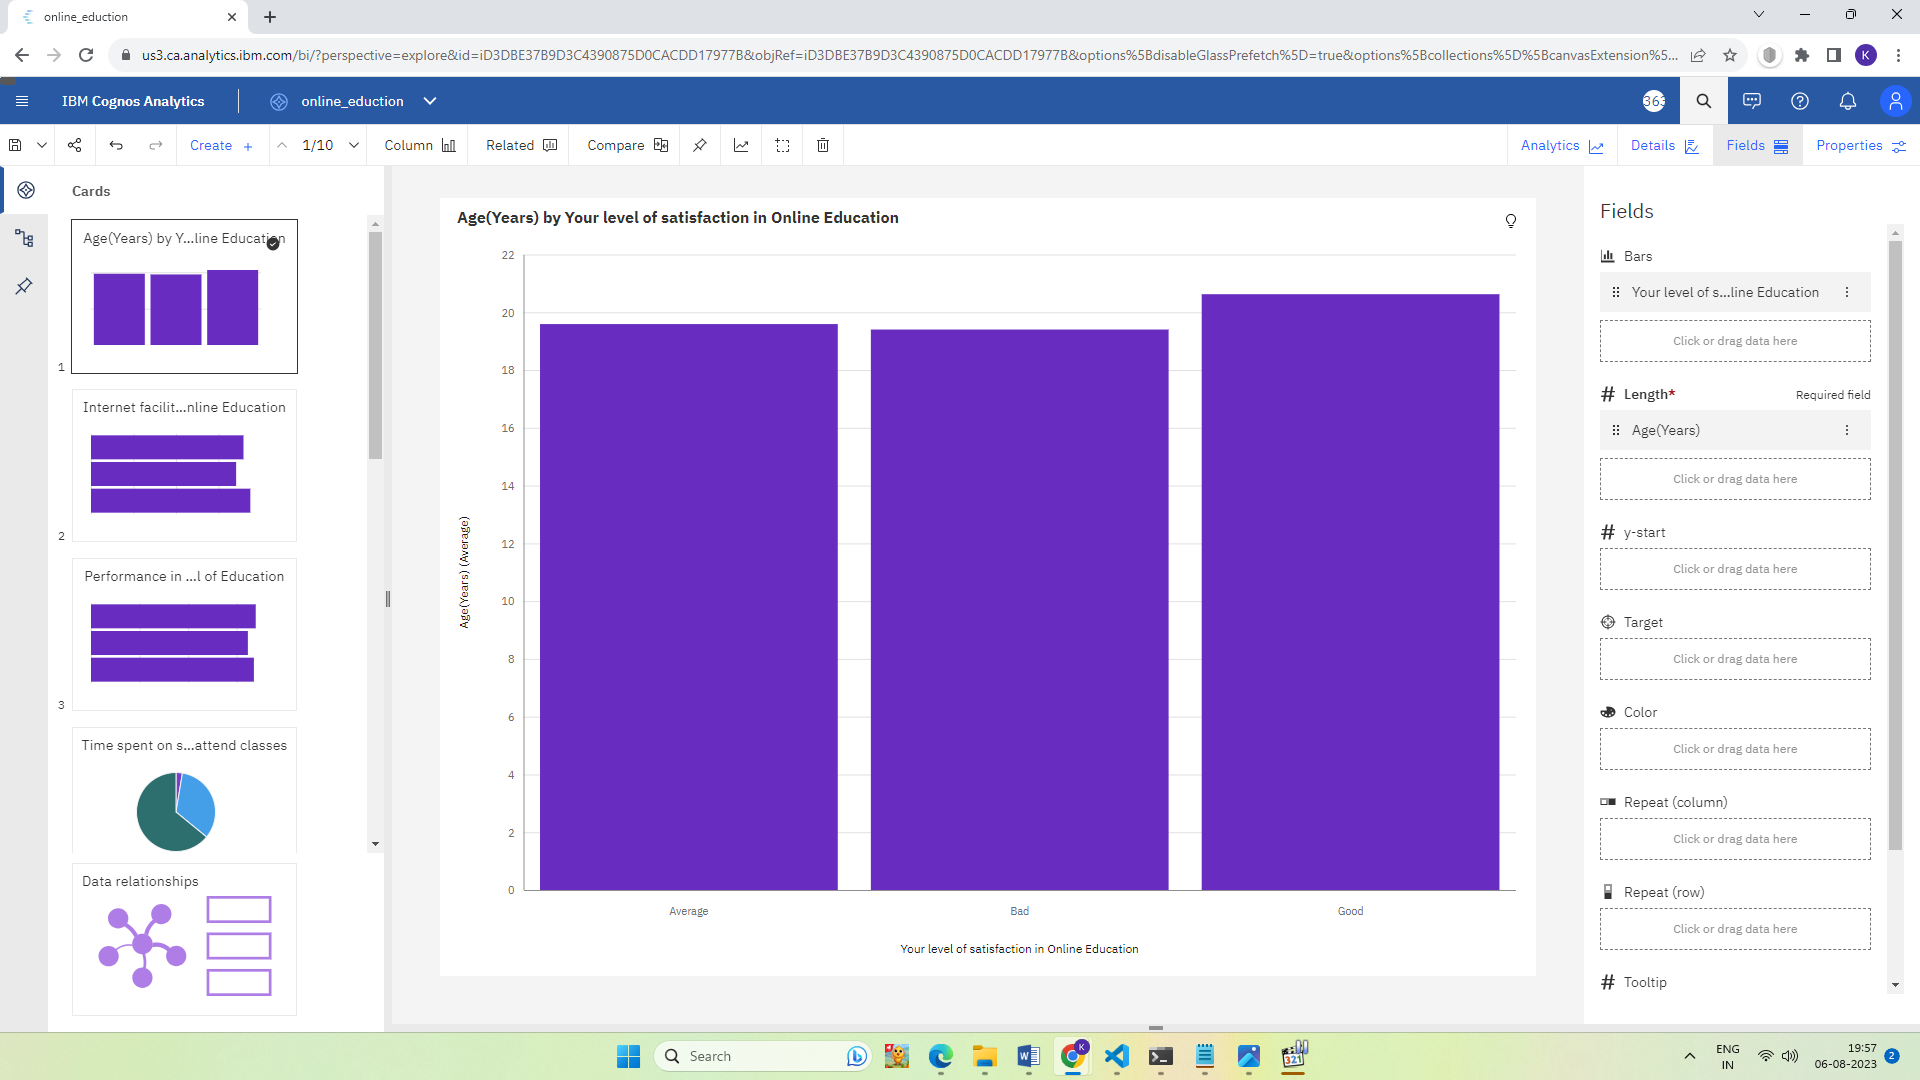 online_eduction
us3.ca.analytics.ibm.com/bi/?perspective=explore&id=iD3DBE37B9D3C4390875D0CACDD17977B&objRef=iD3DBE37B9D3C4390875D0CACDD17977B&options%5BdisableGlassPrefetch%5D=true&options%5Bcollections%5D%5BcanvasExtension%5...
K
IBM Cognos Analytics
online_eduction
363
Create
1/10
Column
Related
Compare
Analytics
Details
Fields
Properties
Cards
Age(Years) by Y...line Education
1
Internet facilit...nline Education
2
Performance in ...l of Education
3
Time spent on s...attend classes
Data relationships
Age(Years) by Your level of satisfaction in Online Education
22
20
18
16
14
12
10
8
6
4
2
0
Age(Years) (Average)
Average
Bad
Good
Your level of satisfaction in Online Education
Fields
Bars
Your level of s...line Education
Click or drag data here
Length*
Required field
Age(Years)
Click or drag data here
y-start
Click or drag data here
Target
Click or drag data here
Color
Click or drag data here
Repeat (column)
Click or drag data here
Repeat (row)
Click or drag data here
Tooltip
Search
K
321
ENG
IN
19:57
06-08-2023
2